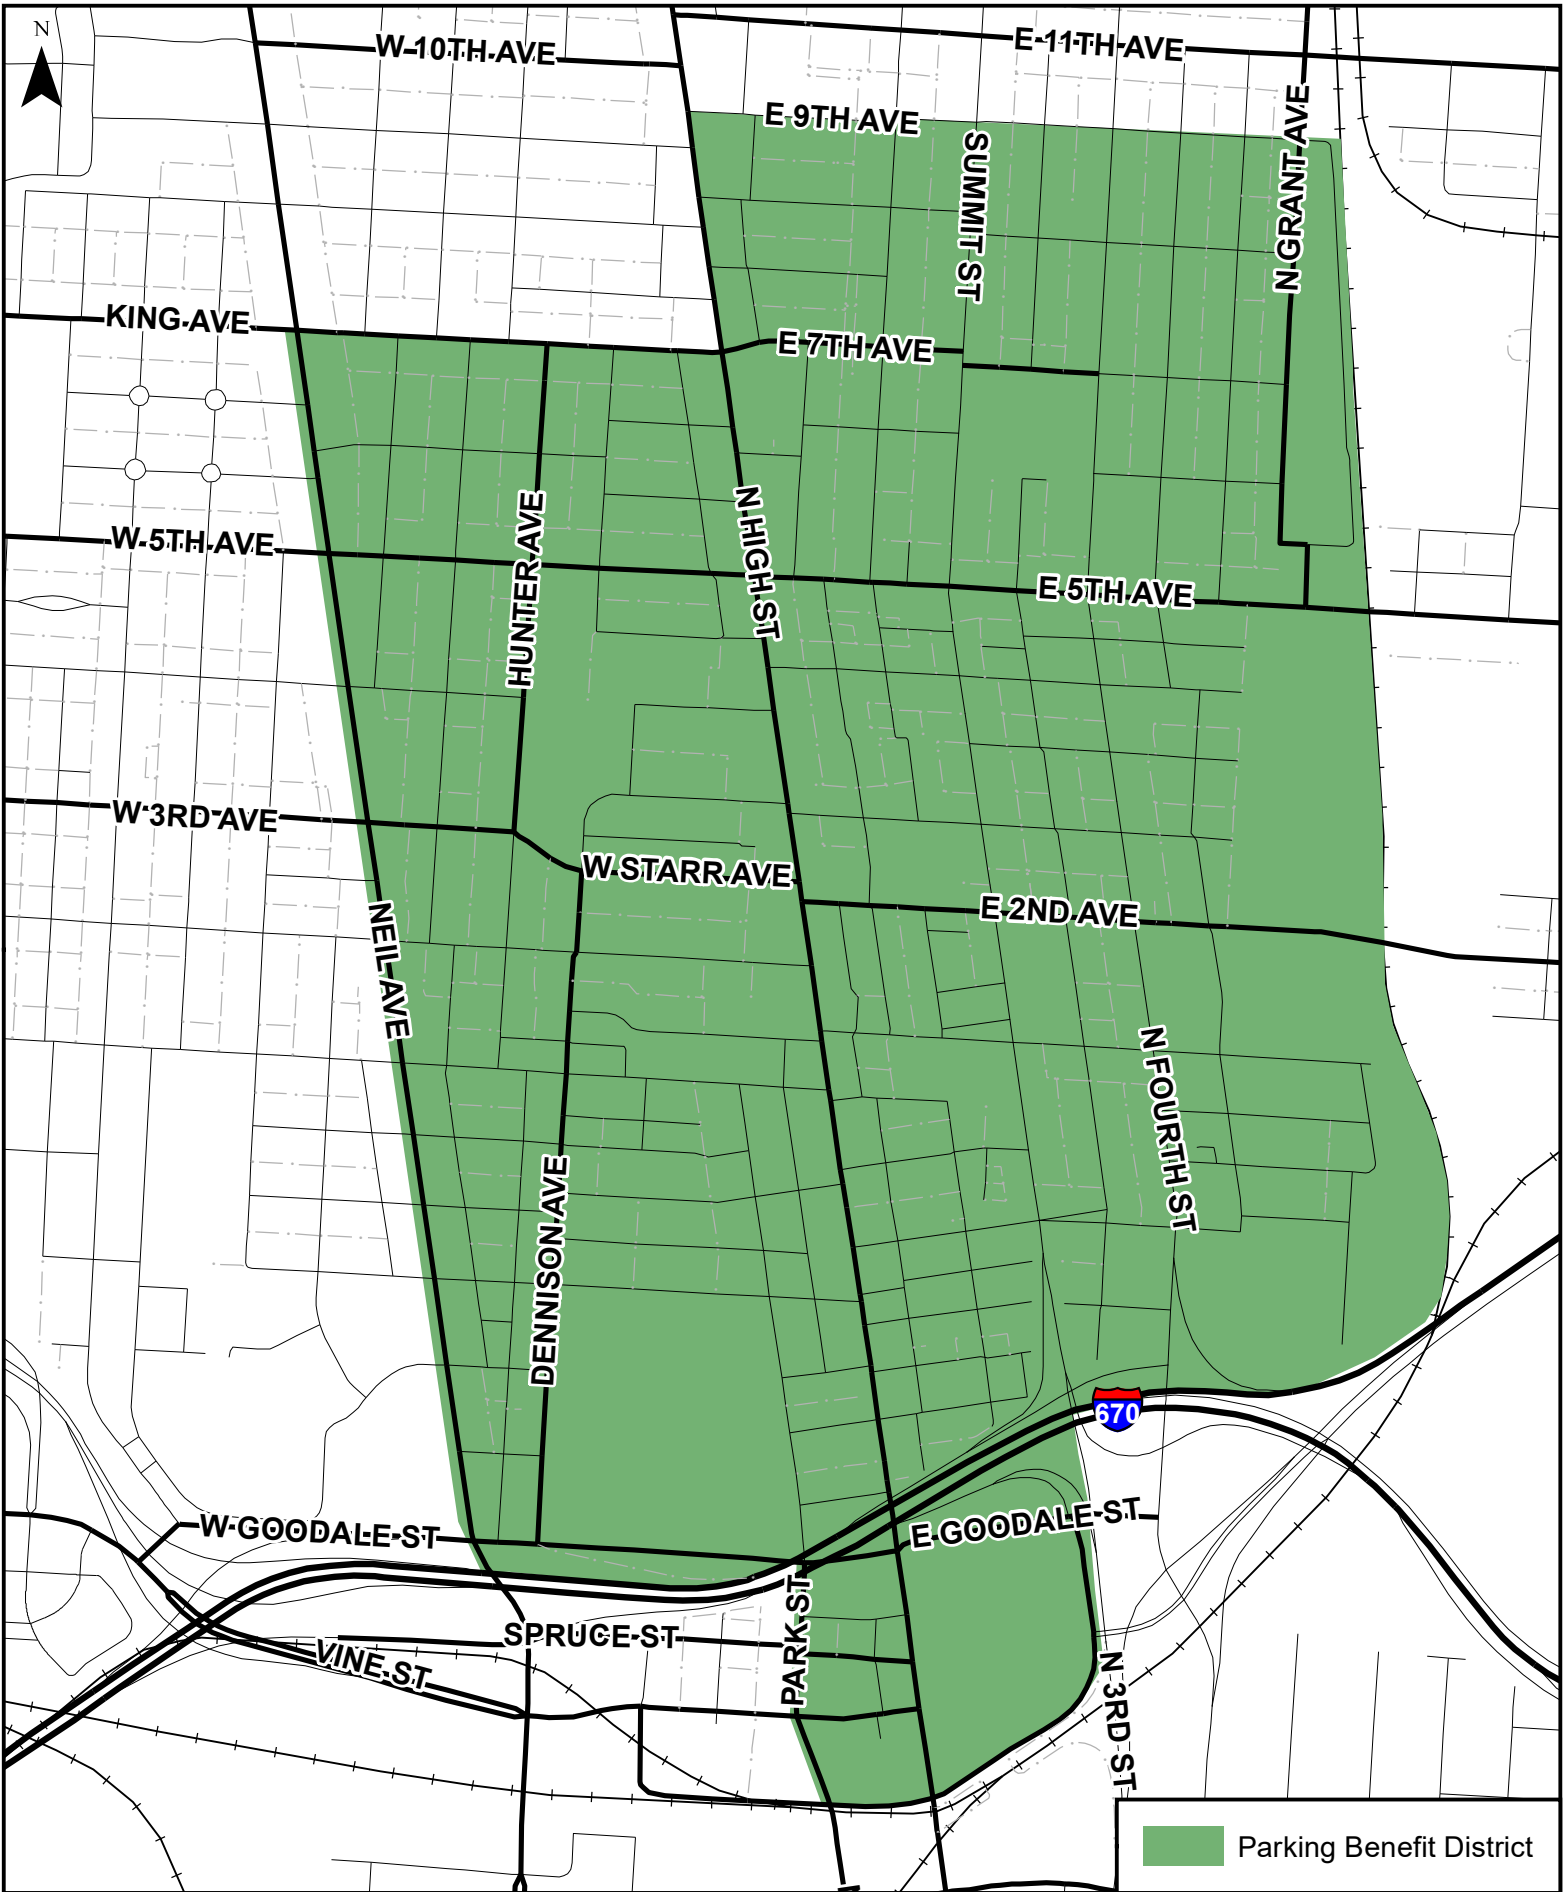 N
W 10TH AVE
E 11TH AVE
E 9TH AVE
SUMMIT ST
N GRANT AVE
KING AVE
E 7TH AVE
HUNTER AVE
N HIGH ST
W 5TH AVE
E 5TH AVE
W 3RD AVE
W STARR AVE
E 2ND AVE
NEIL AVE
N FOURTH ST
DENNISON AVE
670
W GOODALE ST
E GOODALE ST
PARK ST
SPRUCE ST
VINE ST
N 3RD ST
Parking Benefit District